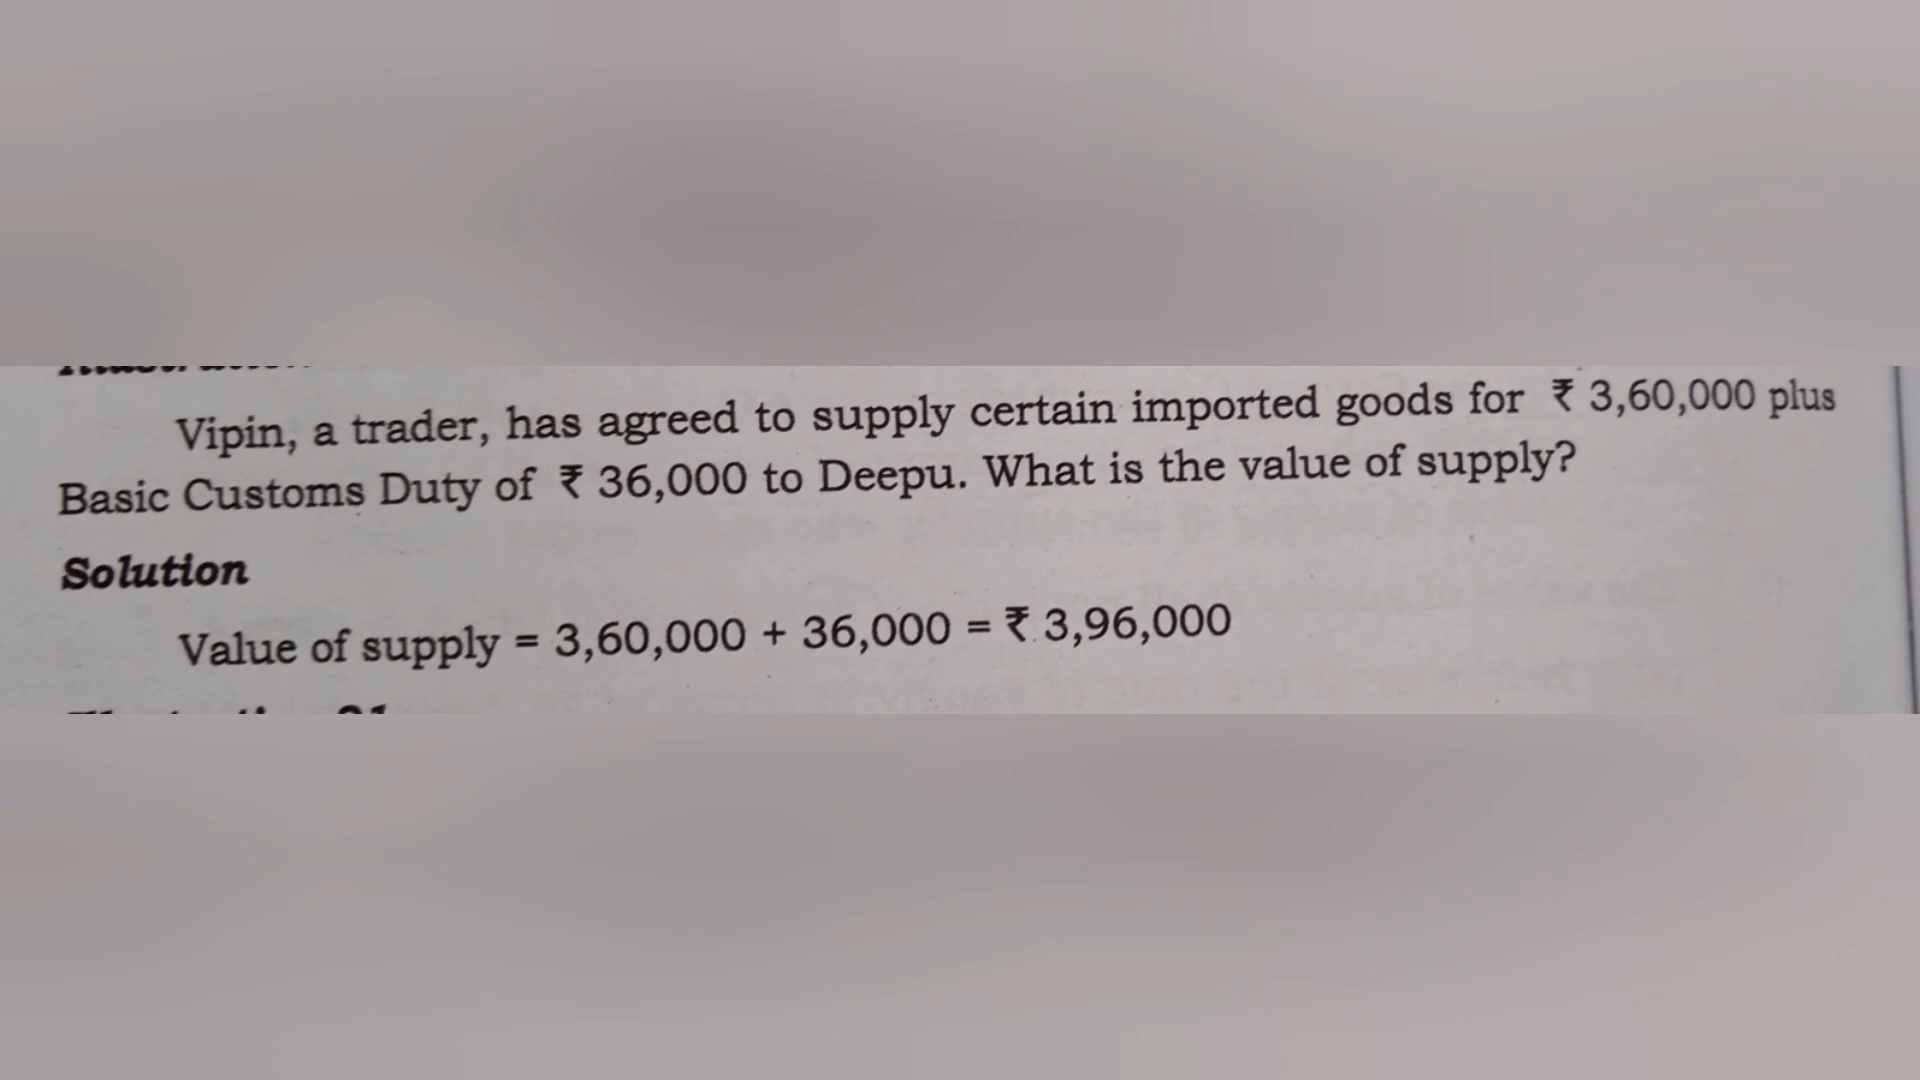 Vipin, a trader, has agreed to supply certain imported goods for ₹ 3,60,000 plus
Basic Customs Duty of ₹ 36,000 to Deepu. What is the value of supply?
Solution
Value of supply = 3,60,000 + 36,000 = ₹ 3,96,000